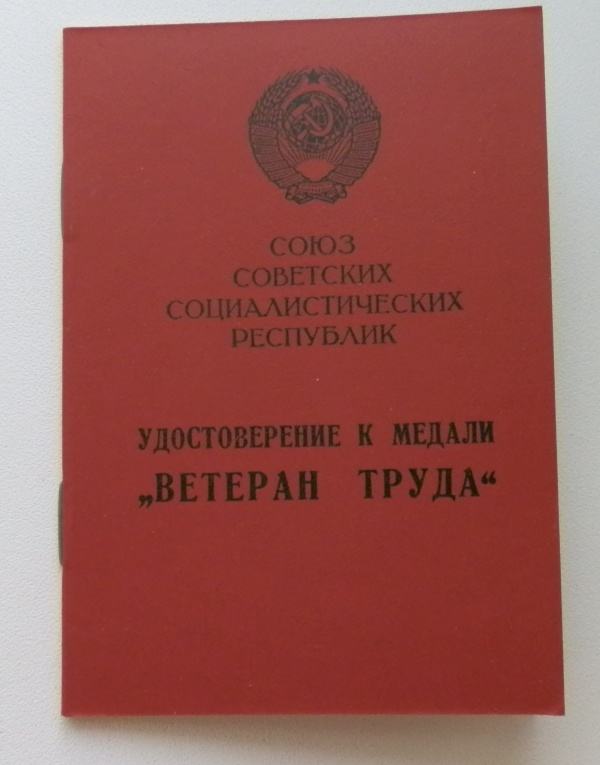 СОЮЗ
СОВЕТСКИХ
СОЦИАЛИСТИЧЕСКИХ
РЕСПУБЛИК
УДОСТОВЕРЕНИЕ К МЕДАЛИ
„ВЕТЕРАН ТРУДА“